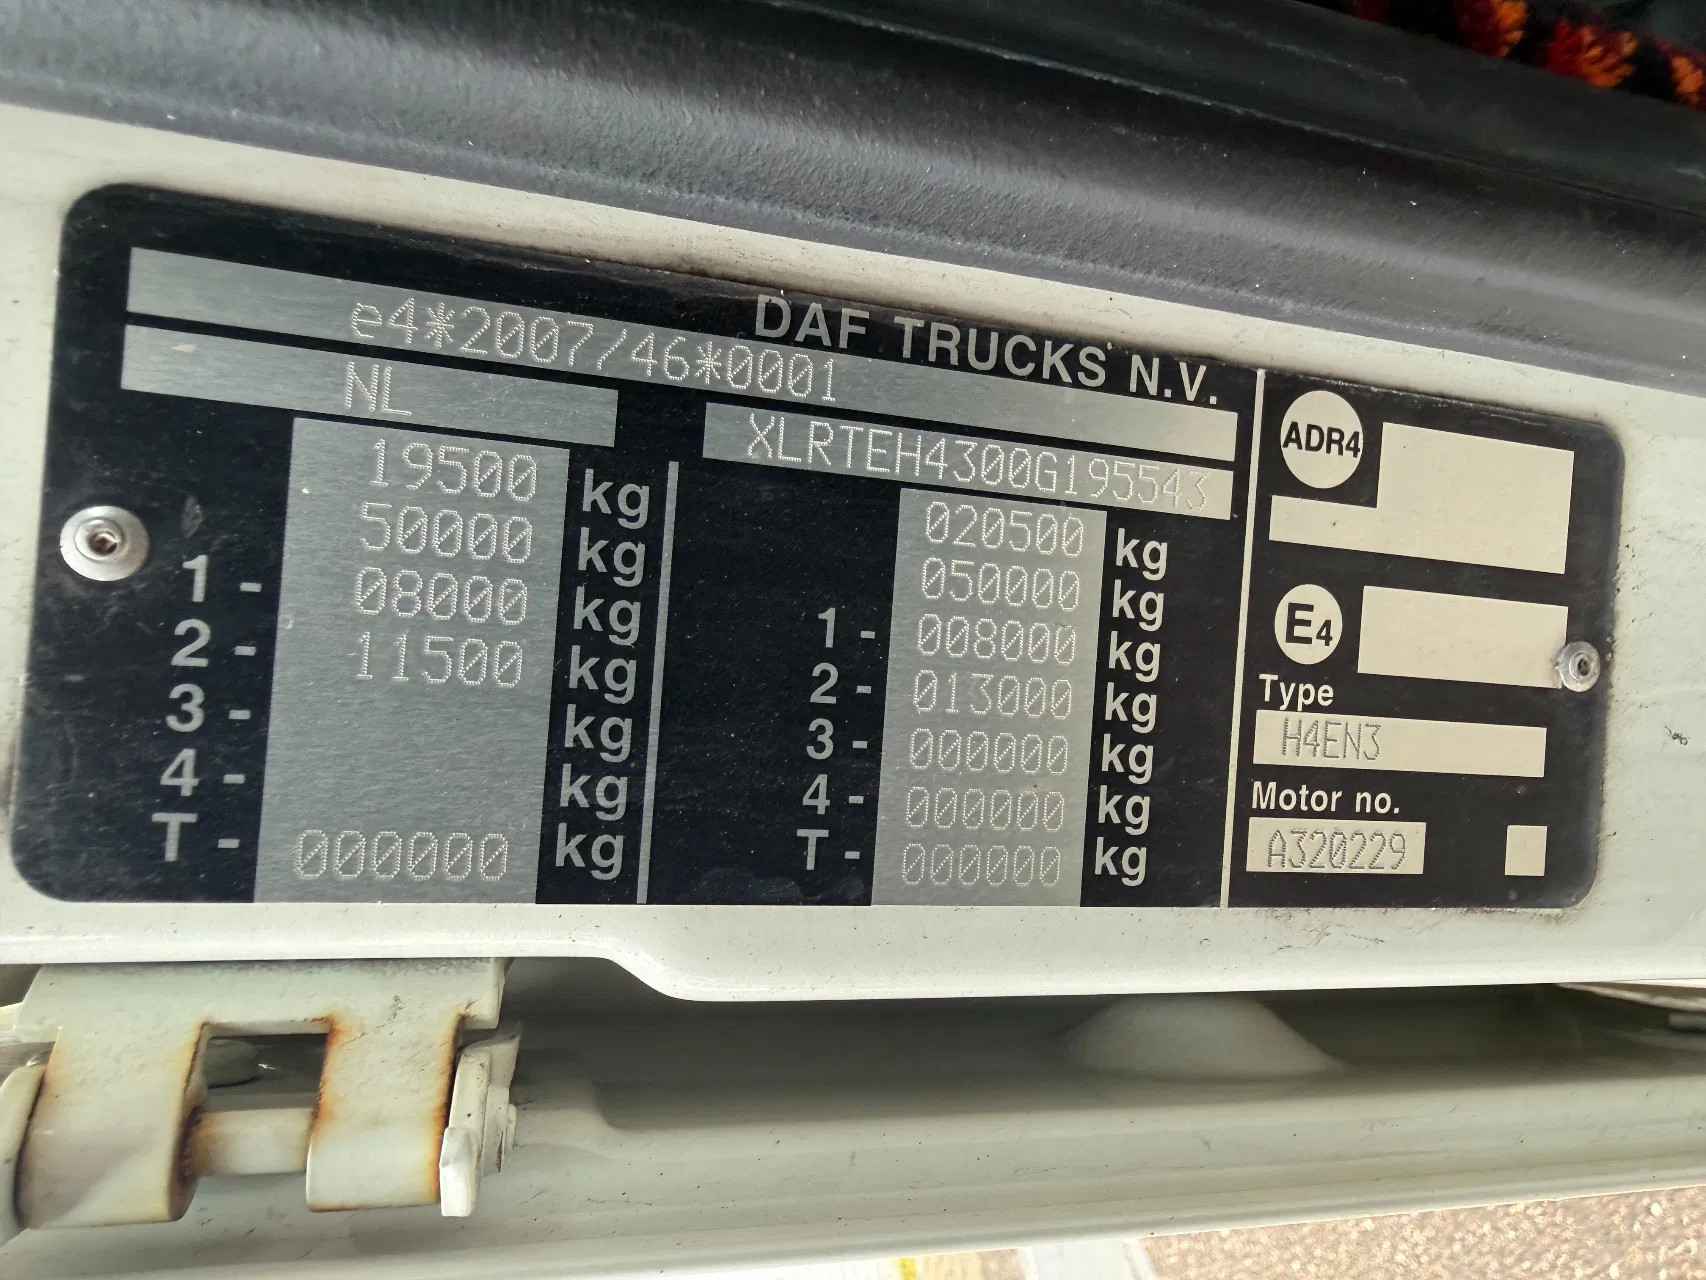 DAF TRUCKS N.V.
e4*2007/46*0001
NL
XLRTEH4300G195543
19500 kg
50000 kg
1 - 08000 kg
2 - 11500 kg
3 - kg
4 - kg
T - 000000 kg
020500 kg
050000 kg
1 - 008000 kg
2 - 013000 kg
3 - 000000 kg
4 - 000000 kg
T - 000000 kg
ADR4
E4
Type
H4EN3
Motor no.
A320229